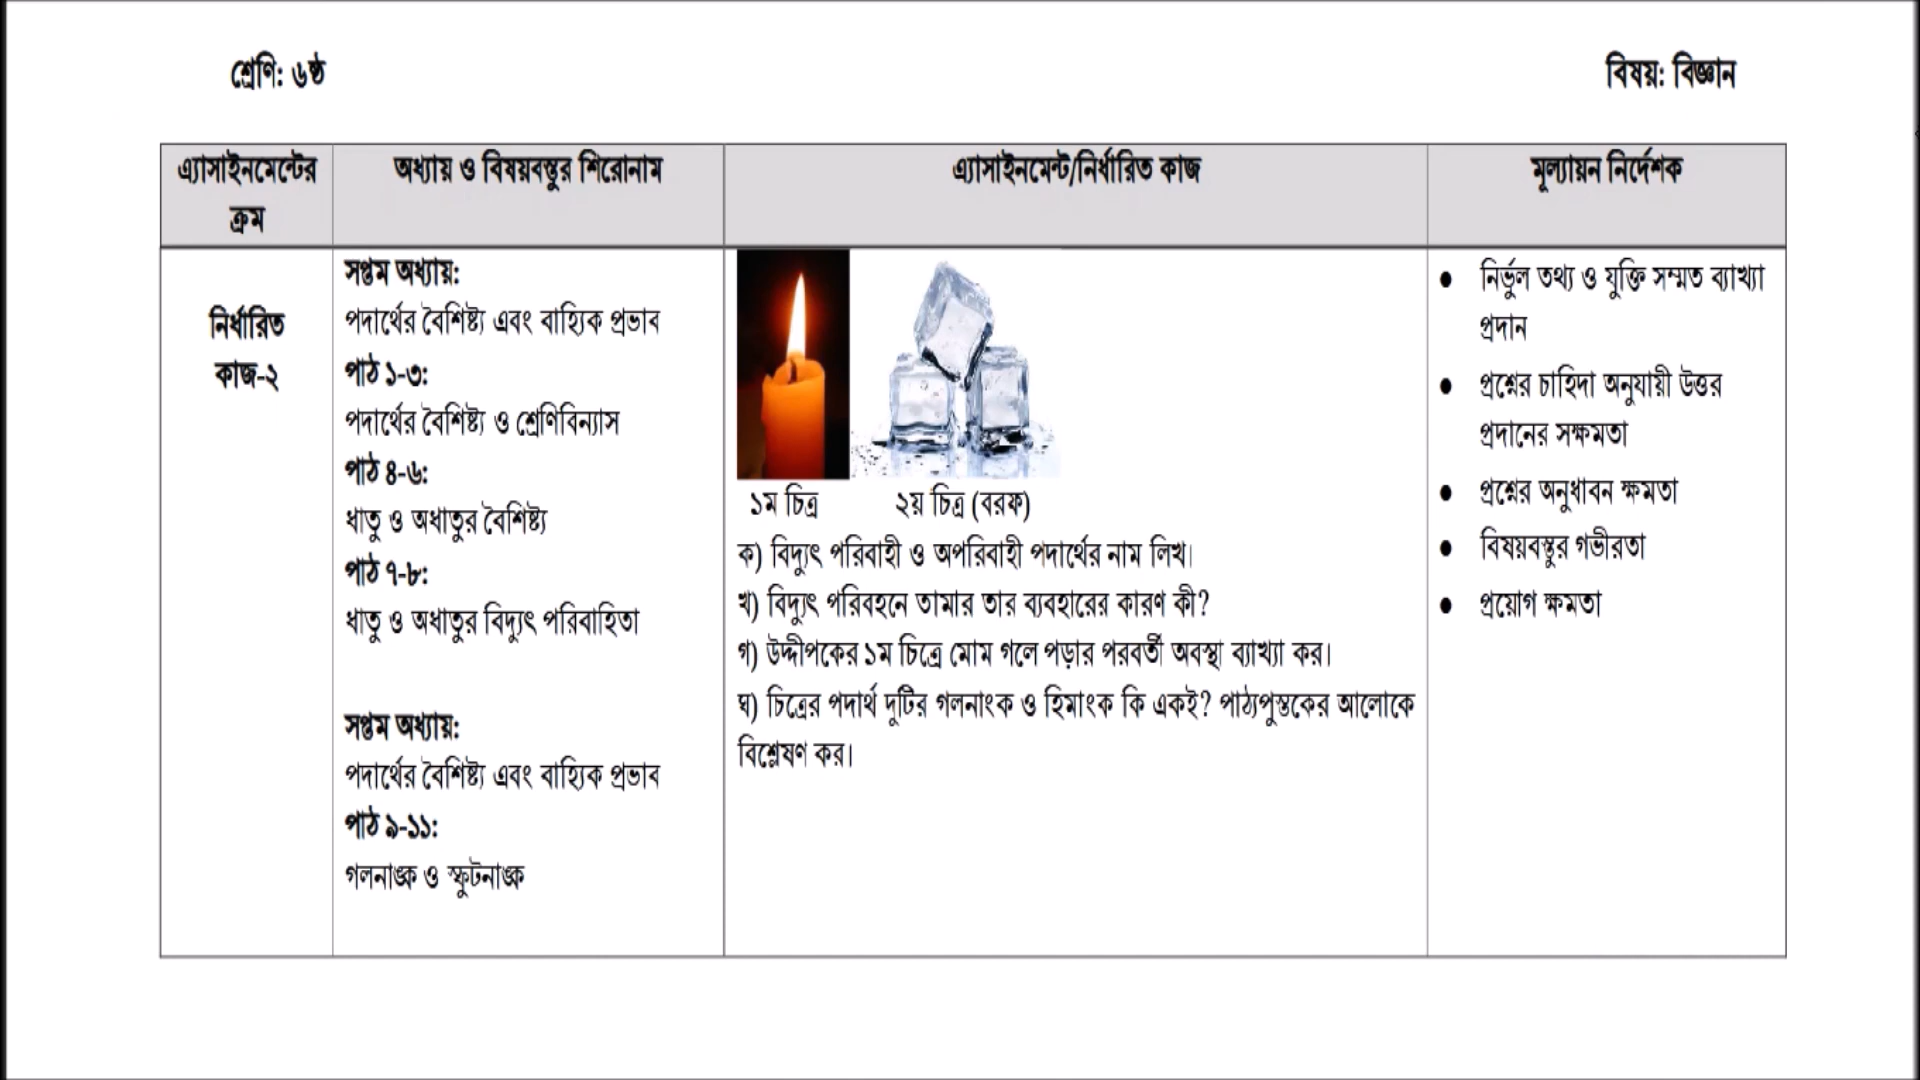 শ্রেণি: ৬ষ্ঠ
বিষয়: বিজ্ঞান
এ্যাসাইনমেন্টের
ক্রম
অধ্যায় ও বিষয়বস্তুর শিরোনাম
এ্যাসাইনমেন্ট/নির্ধারিত কাজ
মূল্যায়ন নির্দেশক
নির্ধারিত
কাজ-২
সপ্তম অধ্যায়:
পদার্থের বৈশিষ্ট্য এবং বাহ্যিক প্রভাব
পাঠ ১-৩:
পদার্থের বৈশিষ্ট্য ও শ্রেণিবিন্যাস
পাঠ ৪-৬:
ধাতু ও অধাতুর বৈশিষ্ট্য
পাঠ ৭-৮:
ধাতু ও অধাতুর বিদ্যুৎ পরিবাহিতা
সপ্তম অধ্যায়:
পদার্থের বৈশিষ্ট্য এবং বাহ্যিক প্রভাব
পাঠ ৯-১১:
গলনাঙ্ক ও স্ফুটনাঙ্ক
১ম চিত্র
২য় চিত্র (বরফ)
ক) বিদ্যুৎ পরিবাহী ও অপরিবাহী পদার্থের নাম লিখ।
খ) বিদ্যুৎ পরিবহনে তামার তার ব্যবহারের কারণ কী?
গ) উদ্দীপকের ১ম চিত্রে মোম গলে পড়ার পরবর্তী অবস্থা ব্যাখ্যা কর।
ঘ) চিত্রের পদার্থ দুটির গলনাংক ও হিমাংক কি একই? পাঠ্যপুস্তকের আলোকে
বিশ্লেষণ কর।
● নির্ভুল তথ্য ও যুক্তি সম্মত ব্যাখ্যা
প্রদান
● প্রশ্নের চাহিদা অনুযায়ী উত্তর
প্রদানের সক্ষমতা
● প্রশ্নের অনুধাবন ক্ষমতা
● বিষয়বস্তুর গভীরতা
● প্রয়োগ ক্ষমতা